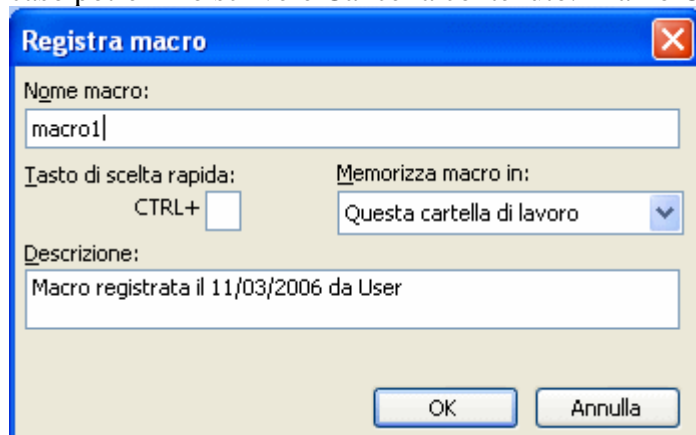 Registra macro
Nome macro:
macro1
Tasto di scelta rapida:
Memorizza macro in:
CTRL+
Questa cartella di lavoro
Descrizione:
Macro registrata il 11/03/2006 da User
OK
Annulla